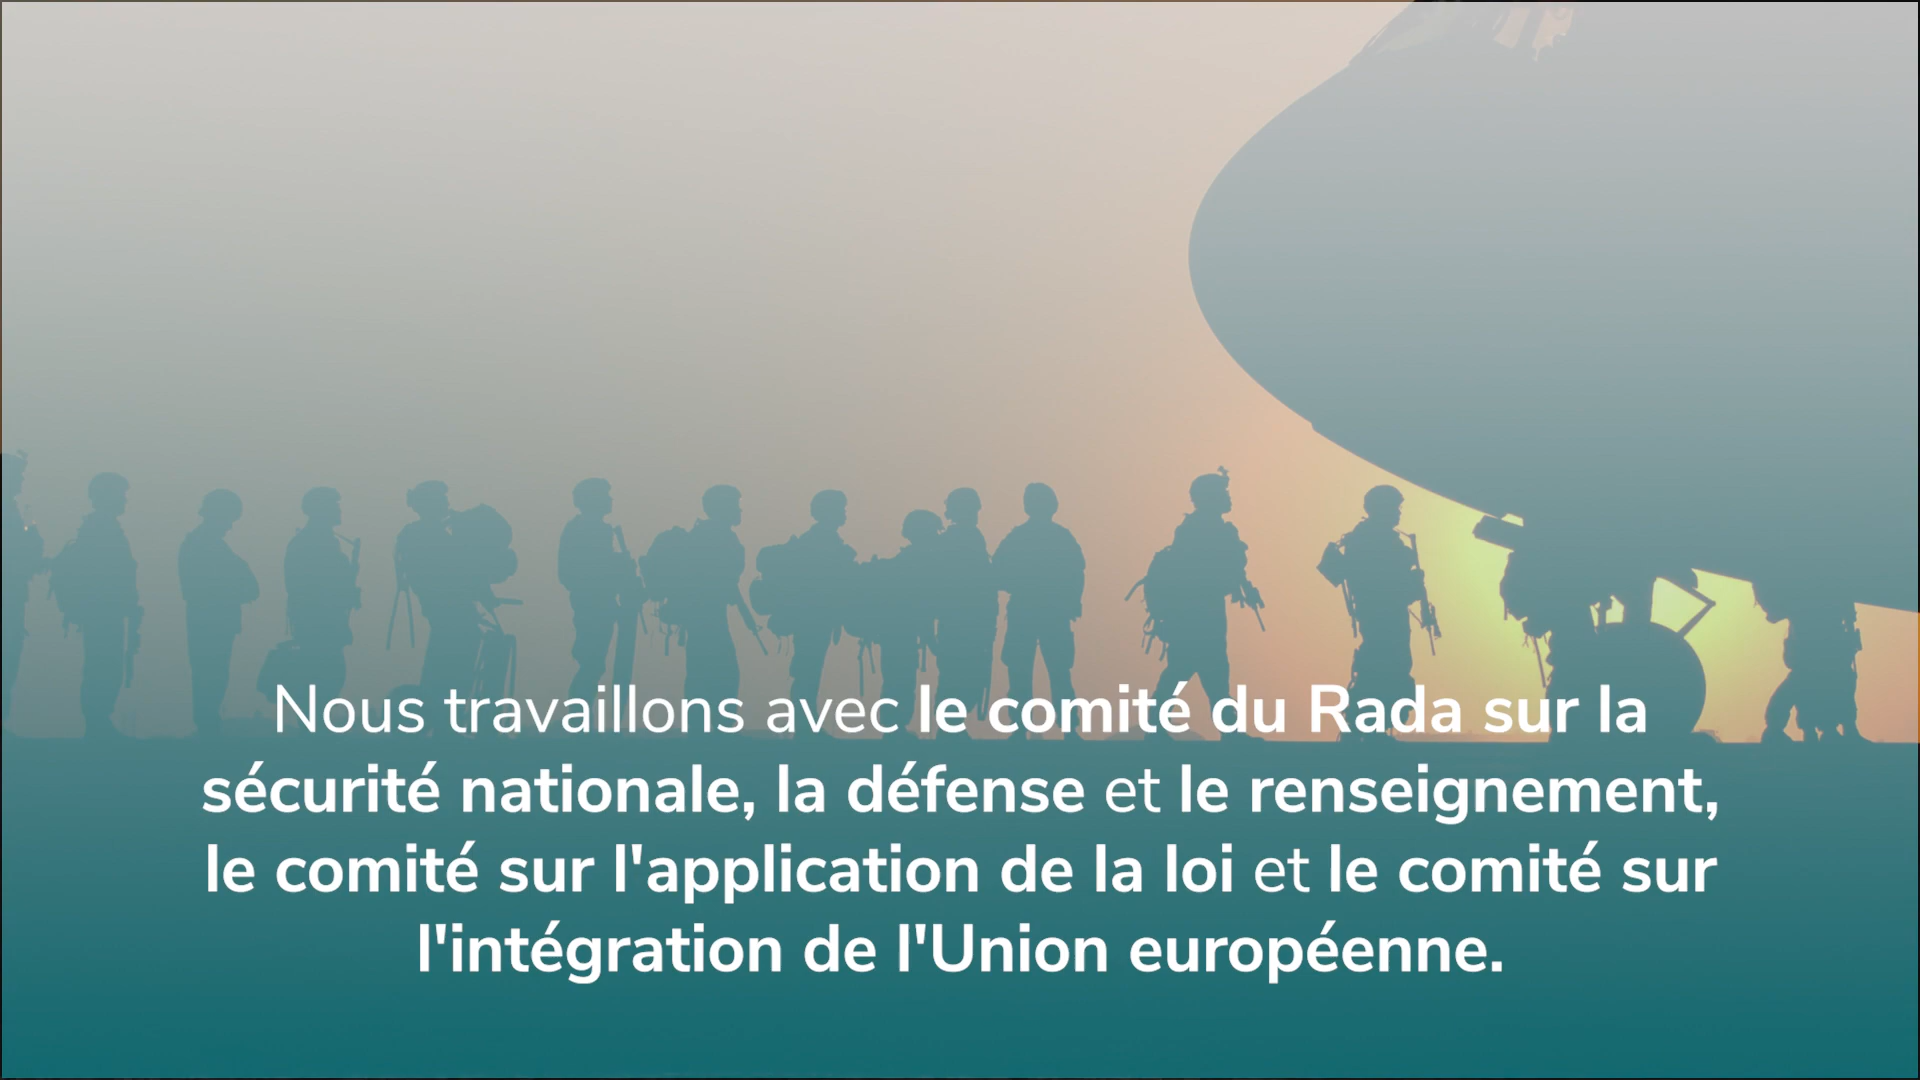 Nous travaillons avec le comité du Rada sur la
sécurité nationale, la défense et le renseignement,
le comité sur l'application de la loi et le comité sur
l'intégration de l'Union européenne.